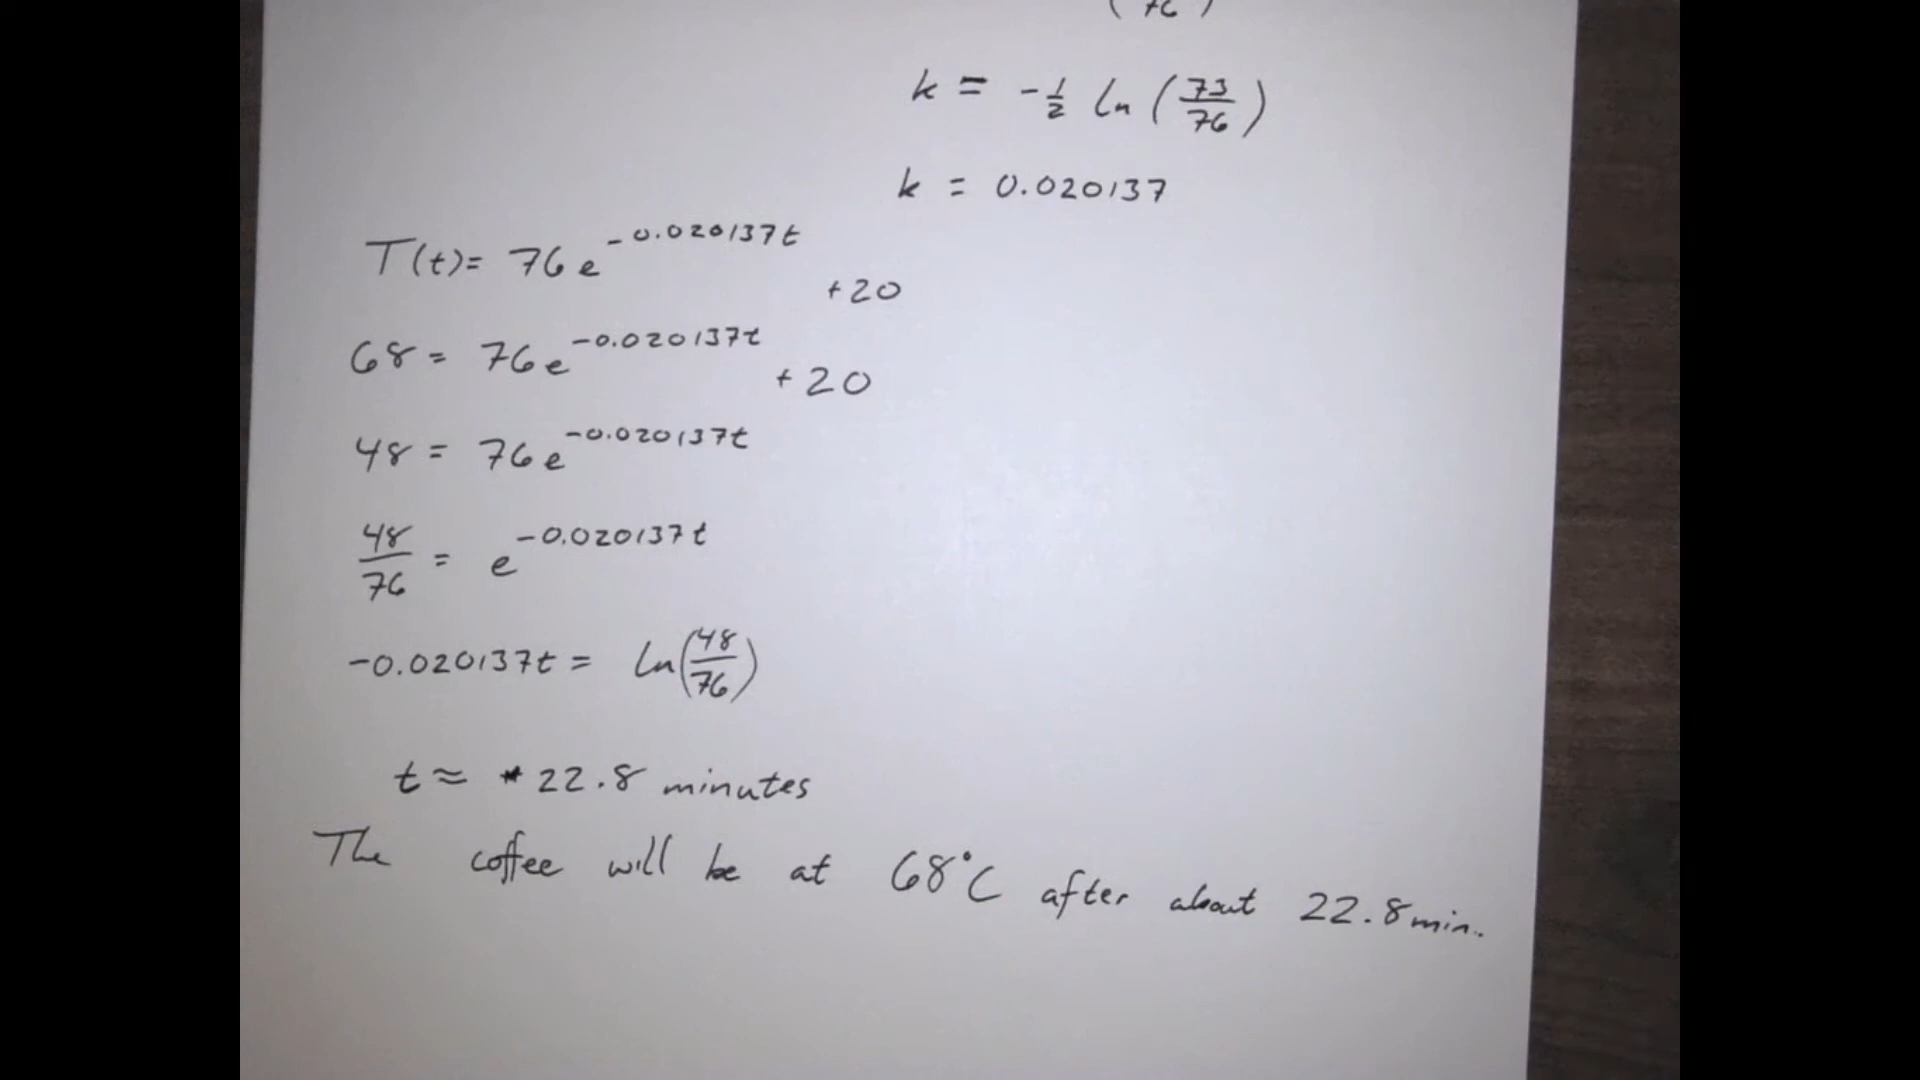 ( 76 )
k = -1/2 ln (73/76)
k = 0.020137
T(t)= 76e^-0.020137t +20
68 = 76e^-0.020137t +20
48 = 76e^-0.020137t
48/76 = e^-0.020137t
-0.020137t = ln(48/76)
t ≈ 22.8 minutes
The coffee will be at 68°C after about 22.8min.